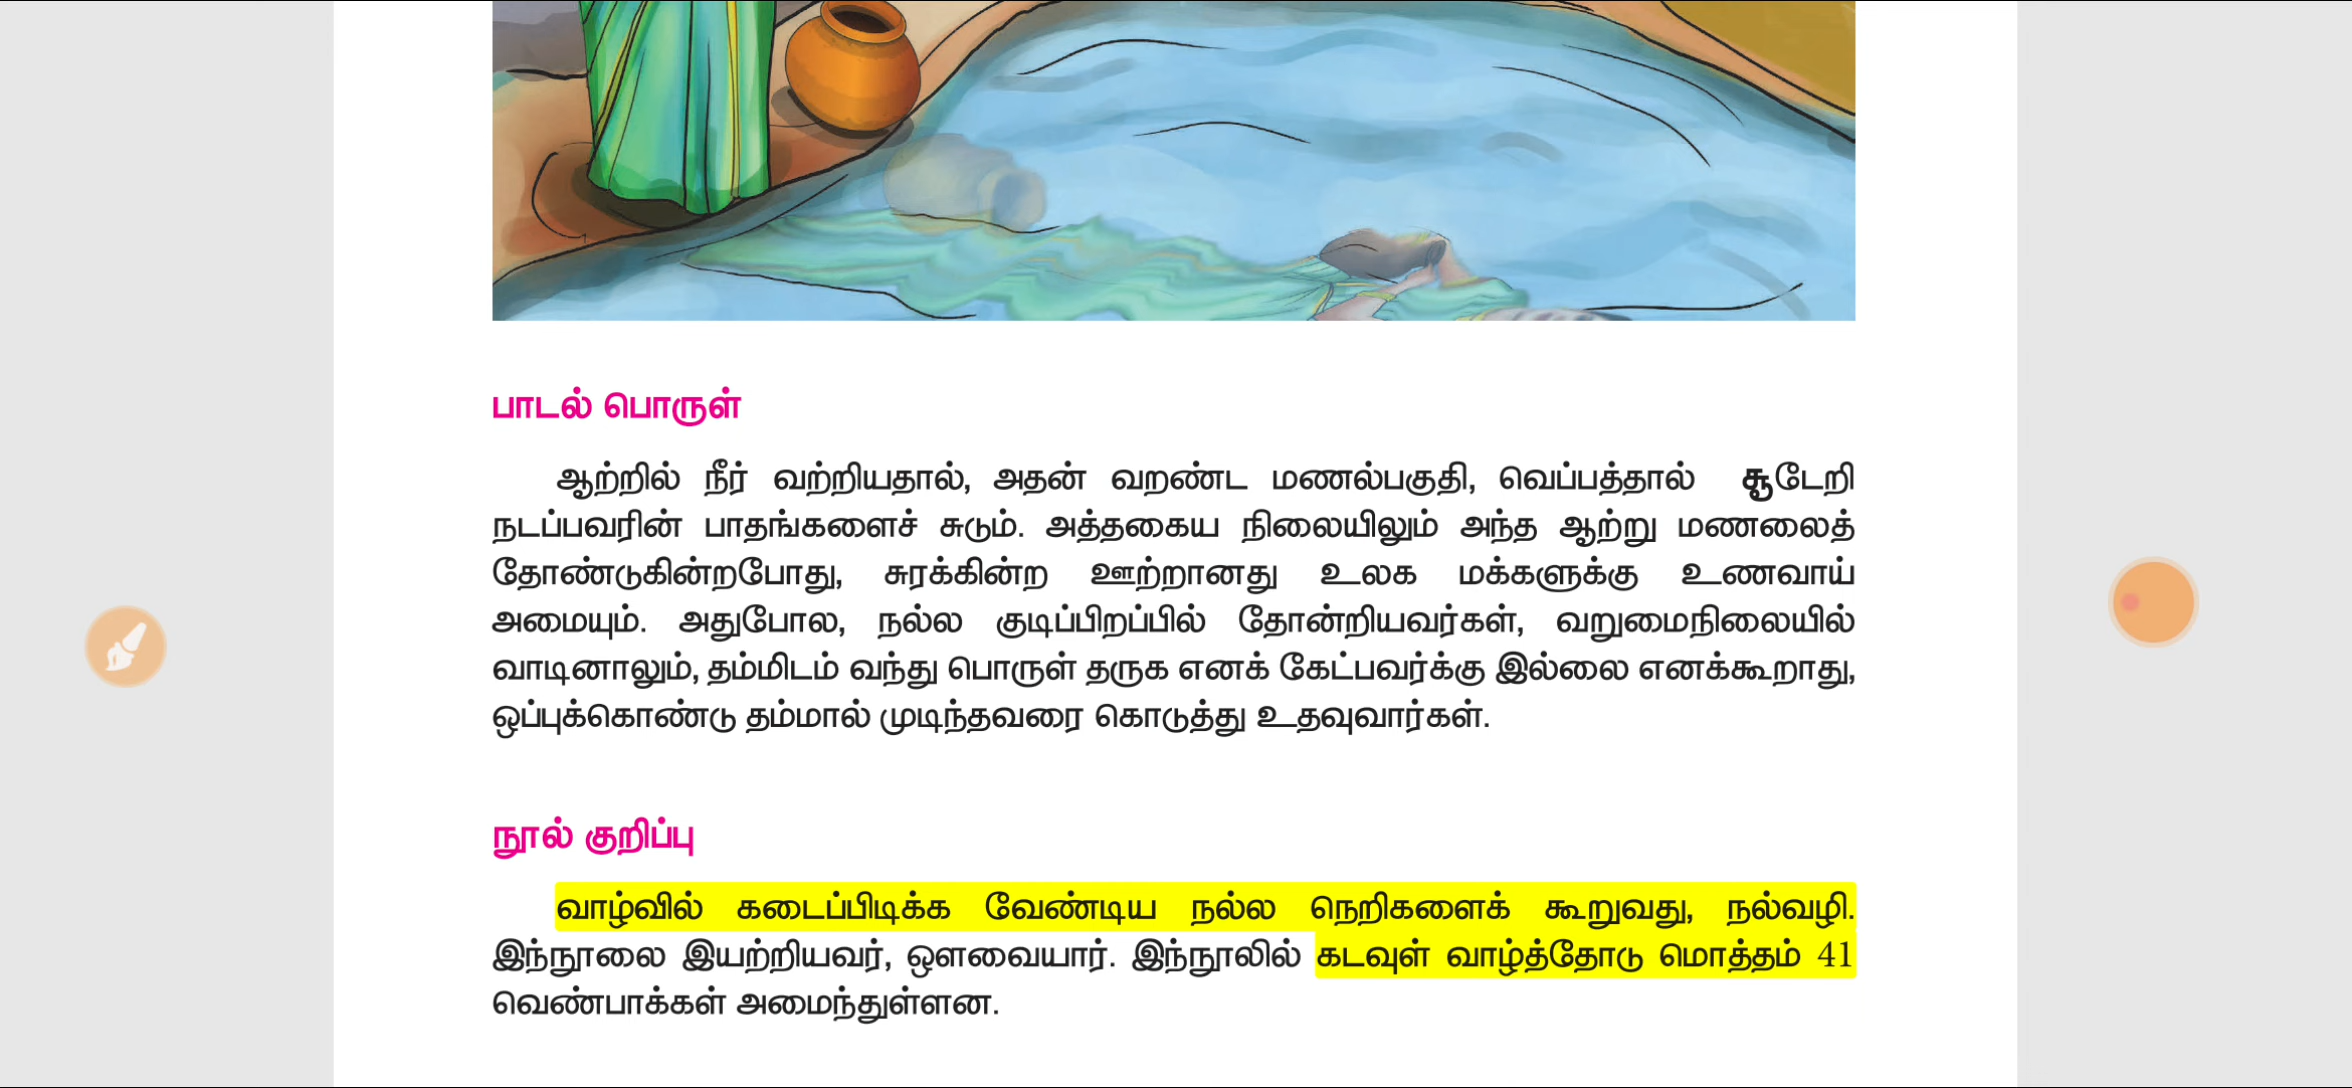 பாடல் பொருள்
ஆற்றில் நீர் வற்றியதால், அதன் வறண்ட மணல்பகுதி, வெப்பத்தால் சூடேறி
நடப்பவரின் பாதங்களைச் சுடும். அத்தகைய நிலையிலும் அந்த ஆற்று மணலைத்
தோண்டுகின்றபோது, சுரக்கின்ற ஊற்றானது உலக மக்களுக்கு உணவாய்
அமையும். அதுபோல, நல்ல குடிப்பிறப்பில் தோன்றியவர்கள், வறுமைநிலையில்
வாடினாலும், தம்மிடம் வந்து பொருள் தருக எனக் கேட்பவர்க்கு இல்லை எனக்கூறாது,
ஒப்புக்கொண்டு தம்மால் முடிந்தவரை கொடுத்து உதவுவார்கள்.
நூல் குறிப்பு
வாழ்வில் கடைப்பிடிக்க வேண்டிய நல்ல நெறிகளைக் கூறுவது, நல்வழி.
இந்நூலை இயற்றியவர், ஔவையார். இந்நூலில் கடவுள் வாழ்த்தோடு மொத்தம் 41
வெண்பாக்கள் அமைந்துள்ளன.